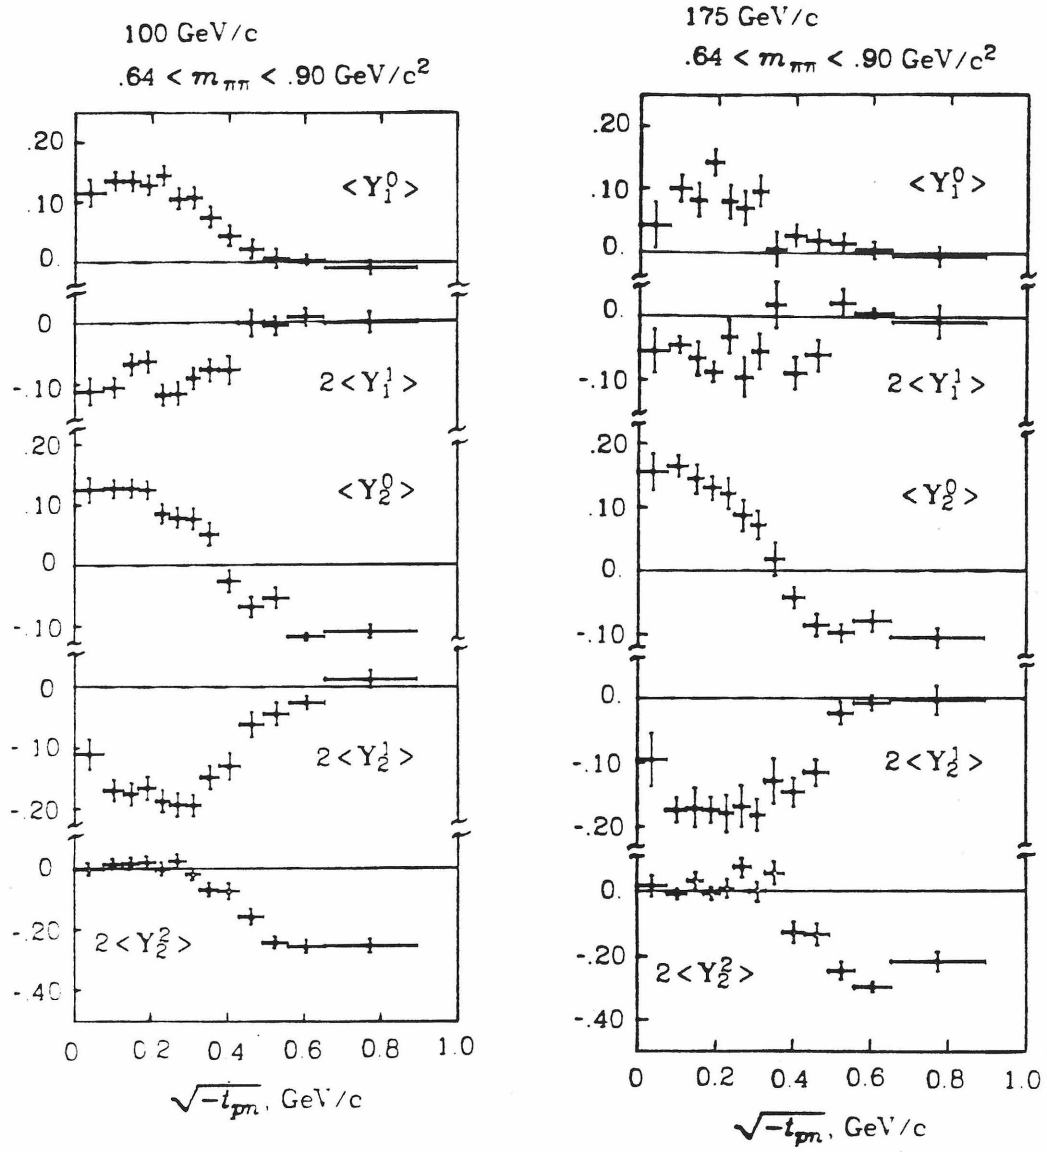 100 GeV/c
.64 < mππ < .90 GeV/c²
.20
.10
0.
<Y₁⁰>
0
-.10
2<Y₁¹>
.20
.10
0
-.10
<Y₂⁰>
0
-.10
-.20
2<Y₂¹>
0
-.20
-.40
2<Y₂²>
0 0.2 0.4 0.6 0.8 1.0
√-tpn, GeV/c
175 GeV/c
.64 < mππ < .90 GeV/c²
.20
.10
0.
<Y₁⁰>
0.
-.10
2<Y₁¹>
.20
.10
0.
-.10
<Y₂⁰>
0.
-.10
-.20
2<Y₂¹>
0.
-.20
-.40
2<Y₂²>
0 0.2 0.4 0.6 0.8 1.0
√-tpn, GeV/c